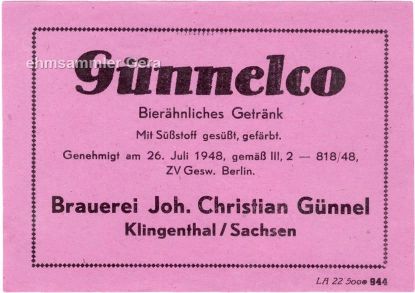 ehmsammler Gera
Günnelco
Bierähnliches Getränk
Mit Süßstoff gesüßt, gefärbt.
Genehmigt am 26. Juli 1948, gemäß III, 2 — 818/48,
ZV Gesw. Berlin.
Brauerei Joh. Christian Günnel
Klingenthal/Sachsen
LA 22 500 944